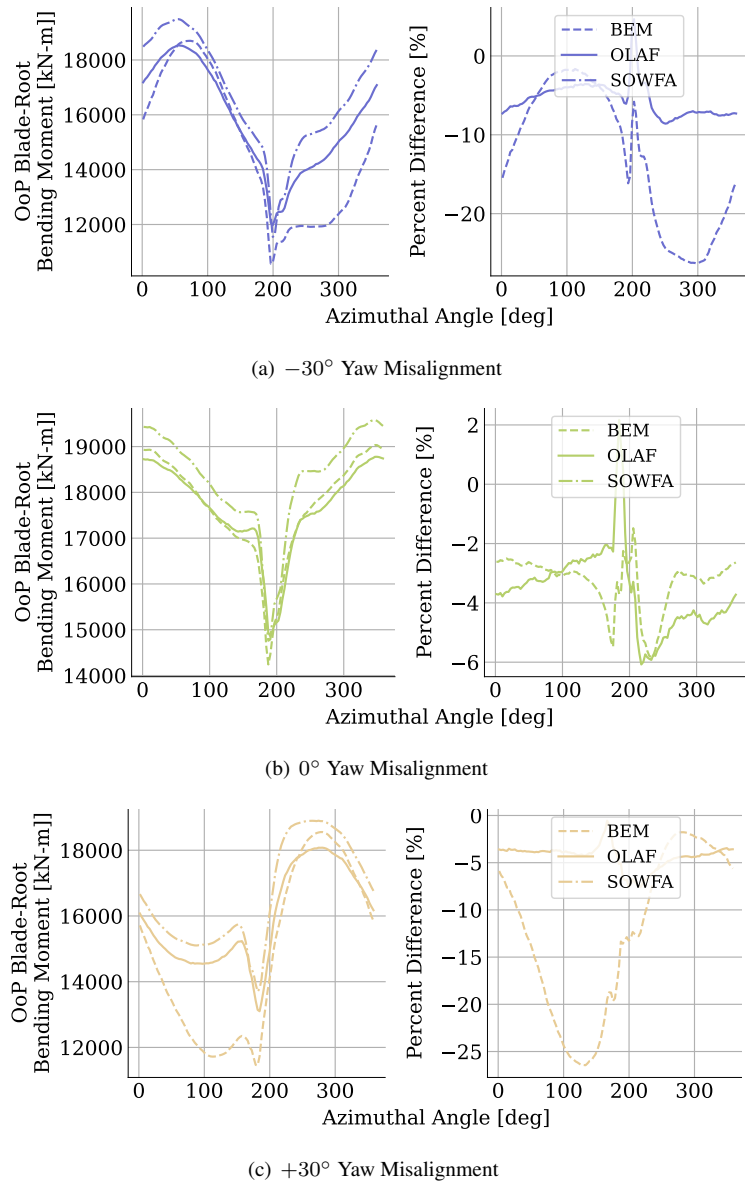 OoP Blade-Root
Bending Moment [kN-m]]
18000
16000
14000
12000
0 100 200 300
Percent Difference [%]
0
−10
−20
0 100 200 300
BEM
OLAF
SOWFA
Azimuthal Angle [deg]
(a) −30° Yaw Misalignment
OoP Blade-Root
Bending Moment [kN-m]]
19000
18000
17000
16000
15000
14000
0 100 200 300
Percent Difference [%]
2
0
−2
−4
−6
0 100 200 300
BEM
OLAF
SOWFA
Azimuthal Angle [deg]
Azimuthal Angle [deg]
(b) 0° Yaw Misalignment
OoP Blade-Root
Bending Moment [kN-m]]
18000
16000
14000
12000
0 100 200 300
Percent Difference [%]
0
−5
−10
−15
−20
−25
0 100 200 300
BEM
OLAF
SOWFA
Azimuthal Angle [deg]
(c) +30° Yaw Misalignment